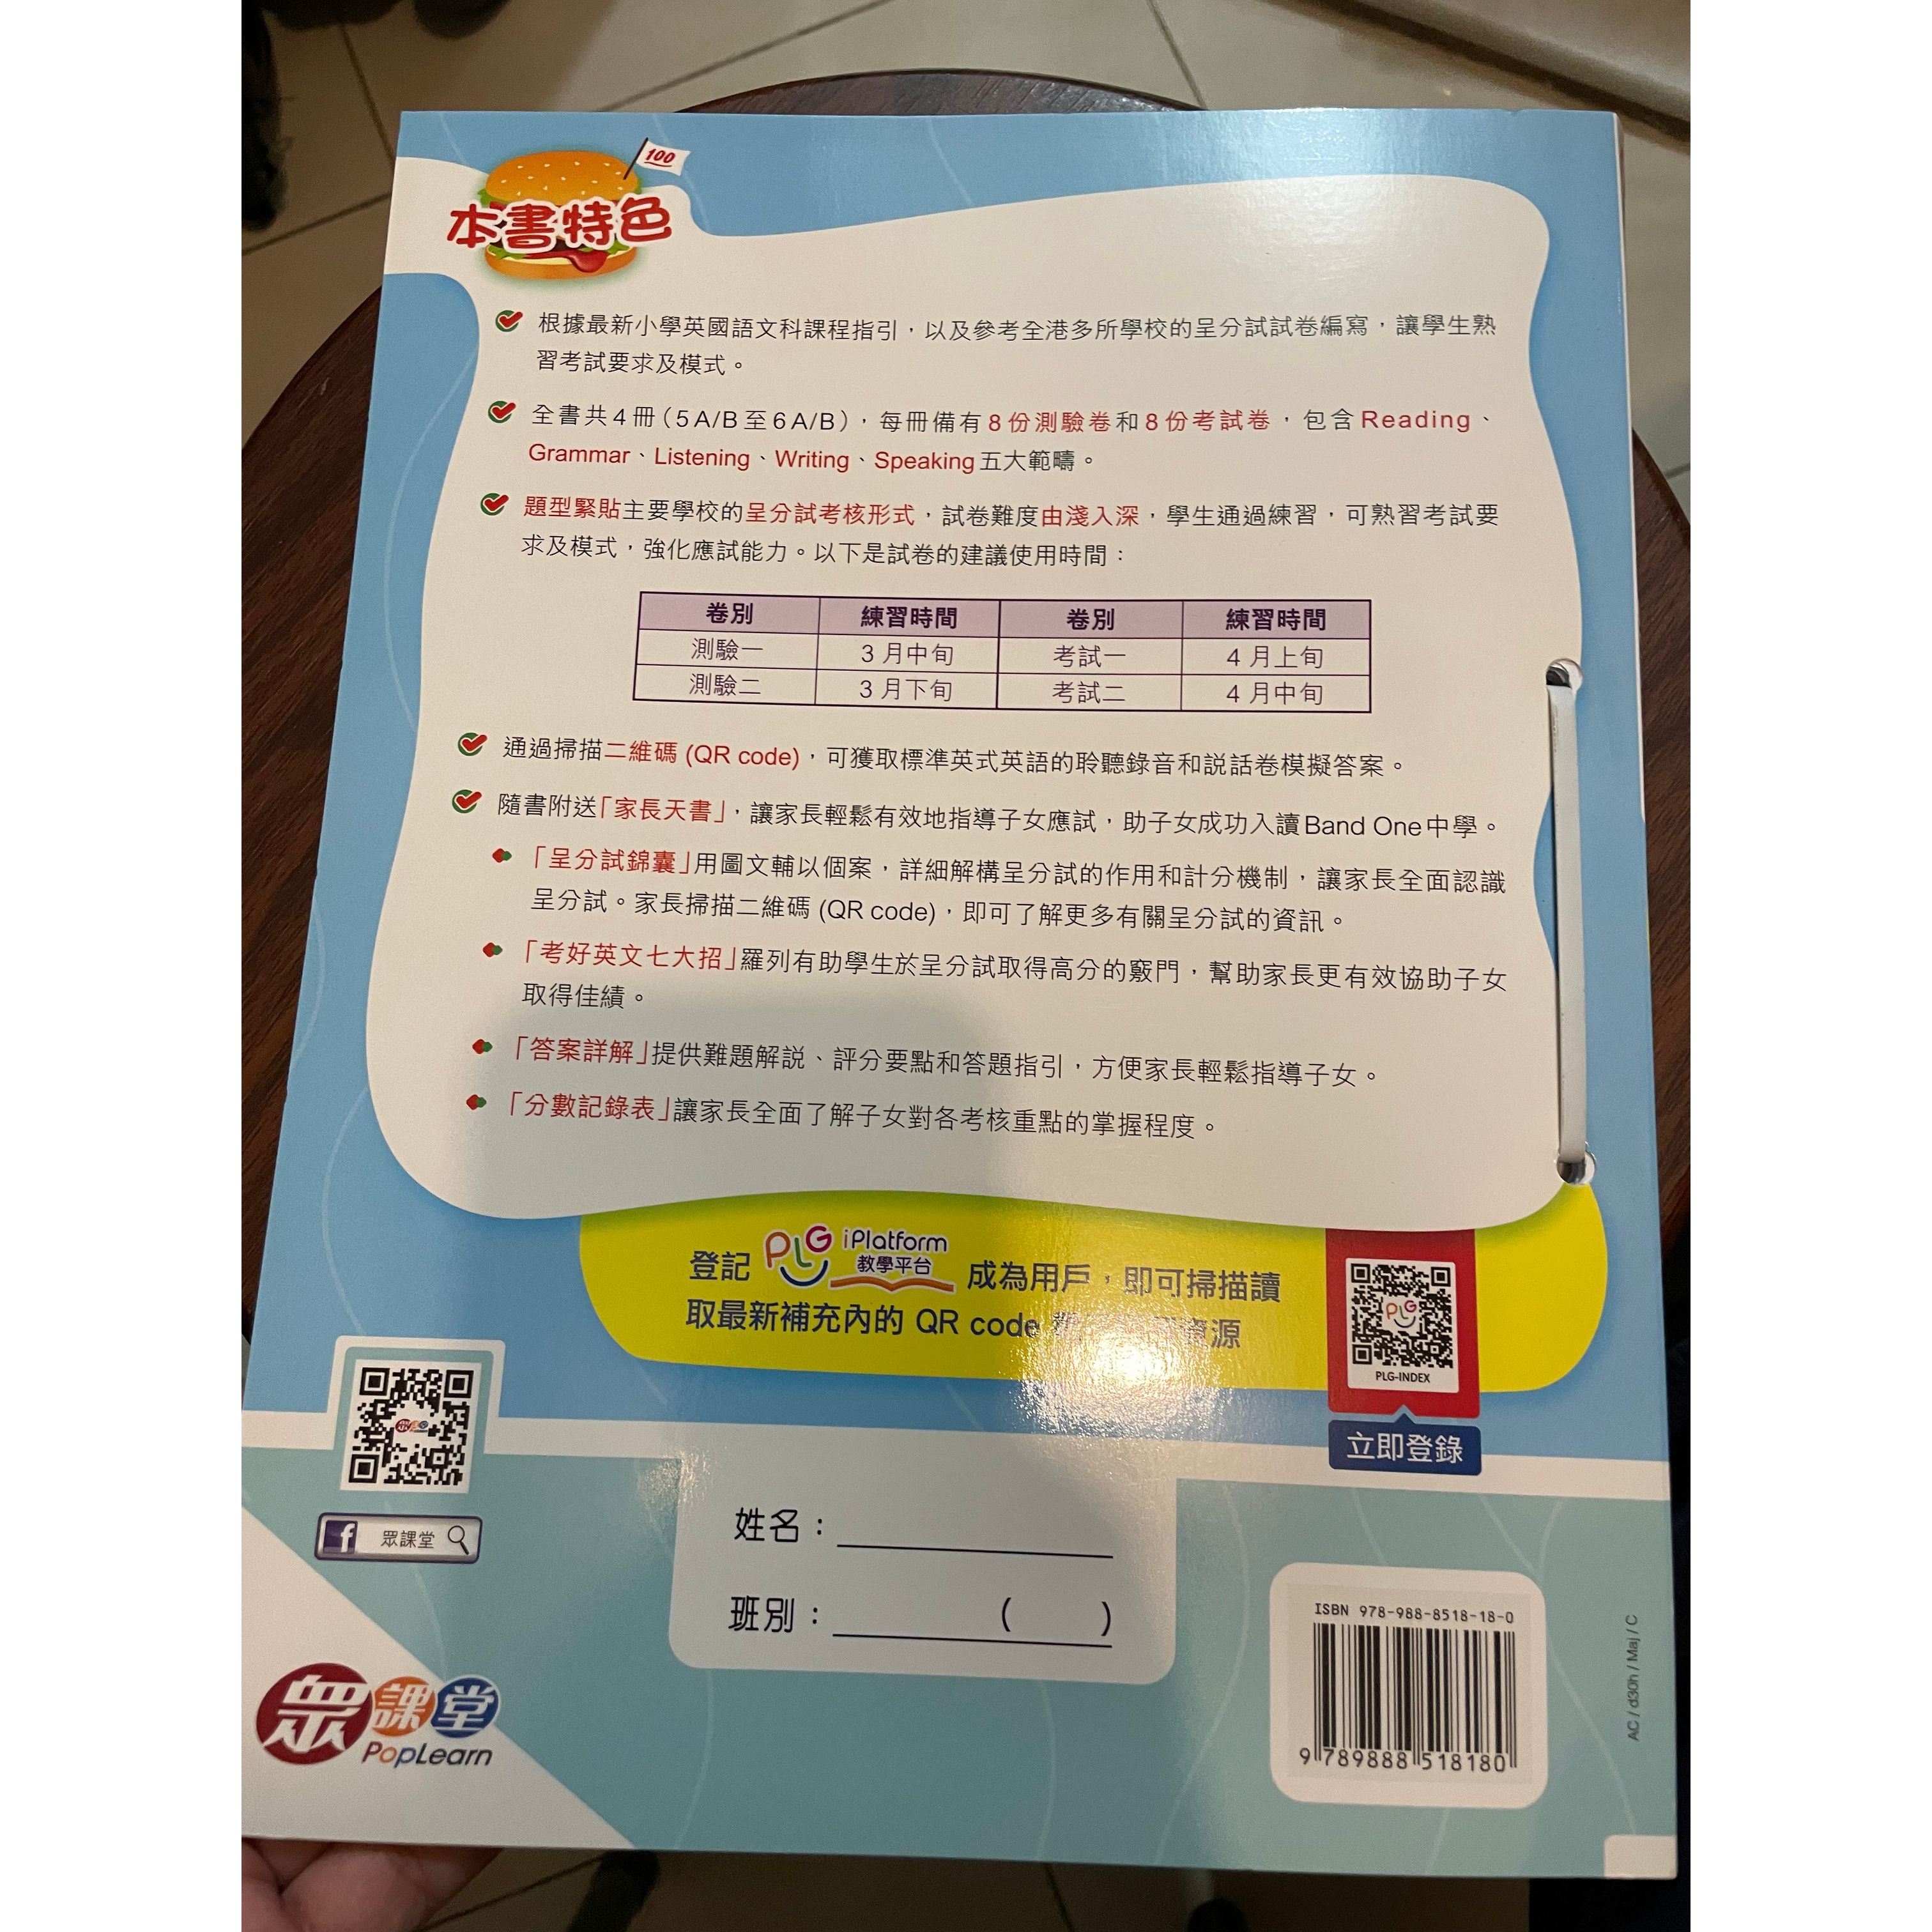 100
本書特色
根據最新小學英國語文科課程指引，以及參考全港多所學校的呈分試試卷編寫，讓學生熟
習考試要求及模式。
全書共4冊（5A/B至6A/B），每冊備有8份測驗卷和8份考試卷，包含Reading、
Grammar、Listening、Writing、Speaking五大範疇。
題型緊貼主要學校的呈分試考核形式，試卷難度由淺入深，學生通過練習，可熟習考試要
求及模式，強化應試能力。以下是試卷的建議使用時間：
卷別 練習時間 卷別 練習時間
測驗一 3月中旬 考試一 4月上旬
測驗二 3月下旬 考試二 4月中旬
通過掃描二維碼 (QR code)，可獲取標準英式英語的聆聽錄音和説話卷模擬答案。
隨書附送「家長天書」，讓家長輕鬆有效地指導子女應試，助子女成功入讀Band One中學。
「呈分試錦囊」用圖文輔以個案，詳細解構呈分試的作用和計分機制，讓家長全面認識
呈分試。家長掃描二維碼 (QR code)，即可了解更多有關呈分試的資訊。
「考好英文七大招」羅列有助學生於呈分試取得高分的竅門，幫助家長更有效協助子女
取得佳績。
「答案詳解」提供難題解説、評分要點和答題指引，方便家長輕鬆指導子女。
「分數記錄表」讓家長全面了解子女對各考核重點的掌握程度。
登記 PLG iPlatform 教學平台 成為用戶，即可掃描讀
取最新補充內的 QR code 資源
PLG
PLG-INDEX
立即登錄
眾課堂
f 眾課堂
姓名：
班別： ( )
眾課堂
PopLearn
ISBN 978-988-8518-18-0
9 789888 518180
AC / d30h / Maj / C